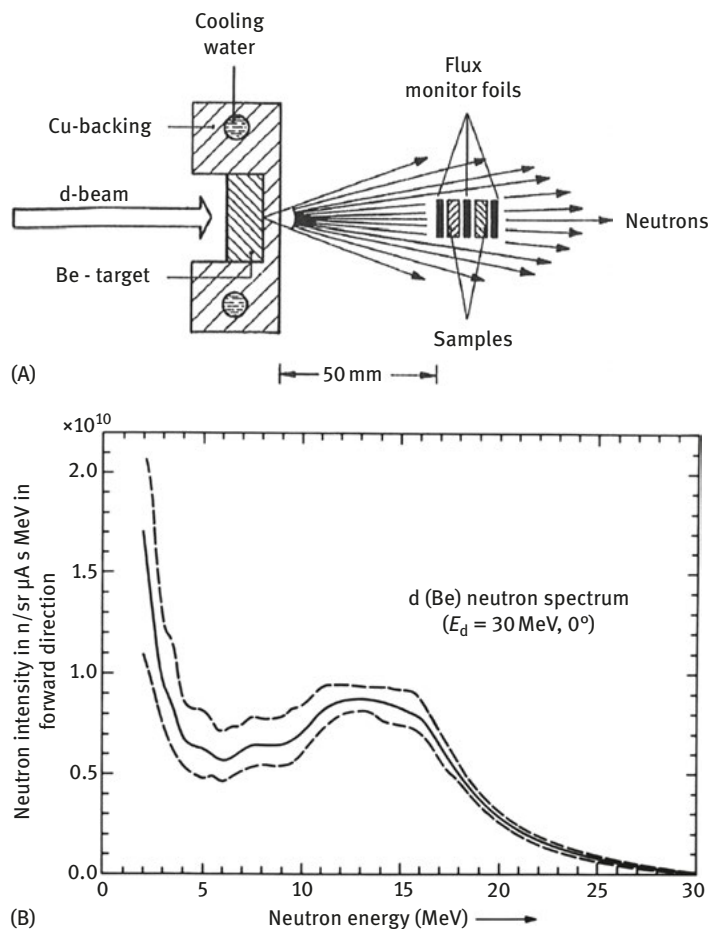 Cooling
water
Flux
monitor foils
Cu-backing
d-beam
Neutrons
Be - target
Samples
(A)
50 mm
×10¹⁰
2.0
1.5
1.0
0.5
0.0
Neutron intensity in n/sr μA s MeV in
forward direction
d (Be) neutron spectrum
(E_d = 30 MeV, 0°)
0 5 10 15 20 25 30
(B)
Neutron energy (MeV)